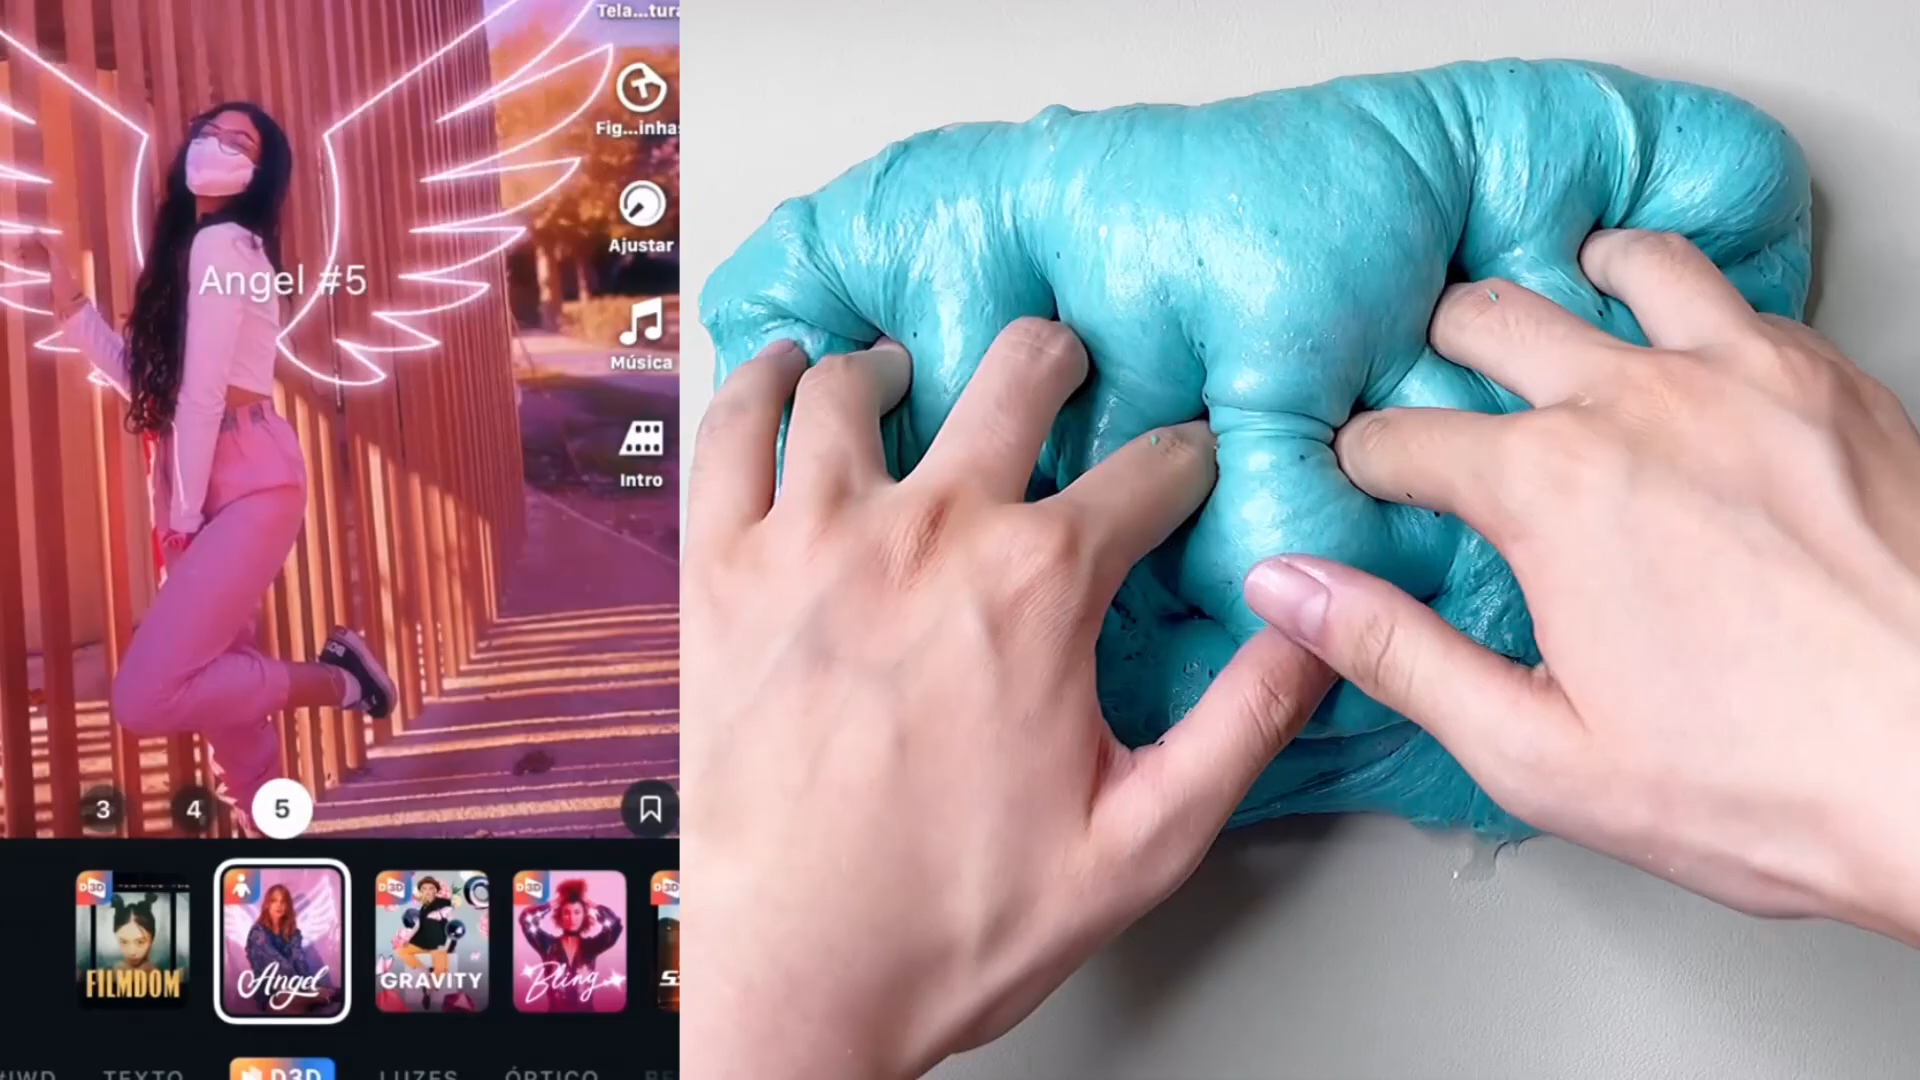 Tela...tura
Fig...inhas
Ajustar
Angel #5
Música
Intro
3
4
5
D3D
D3D
D3D
D3D
FILMDOM
Angel
GRAVITY
Bling
#IWD
TEXTO
D3D
LUZES
ÓPTICO